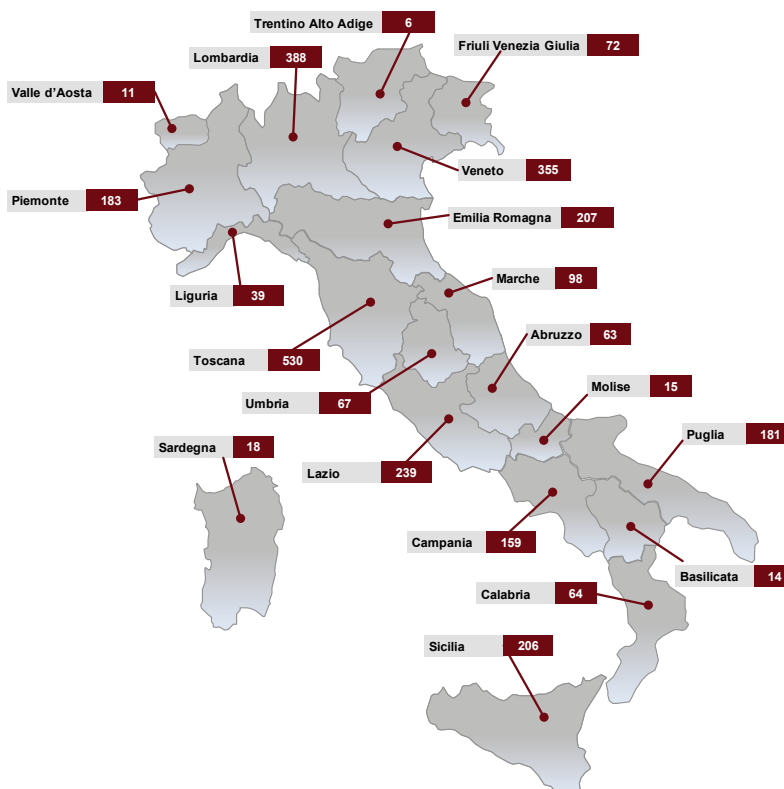 Trentino Alto Adige 6
Friuli Venezia Giulia 72
Lombardia 388
Valle d'Aosta 11
Veneto 355
Piemonte 183
Emilia Romagna 207
Marche 98
Liguria 39
Abruzzo 63
Toscana 530
Molise 15
Umbria 67
Puglia 181
Sardegna 18
Lazio 239
Campania 159
Basilicata 14
Calabria 64
Sicilia 206